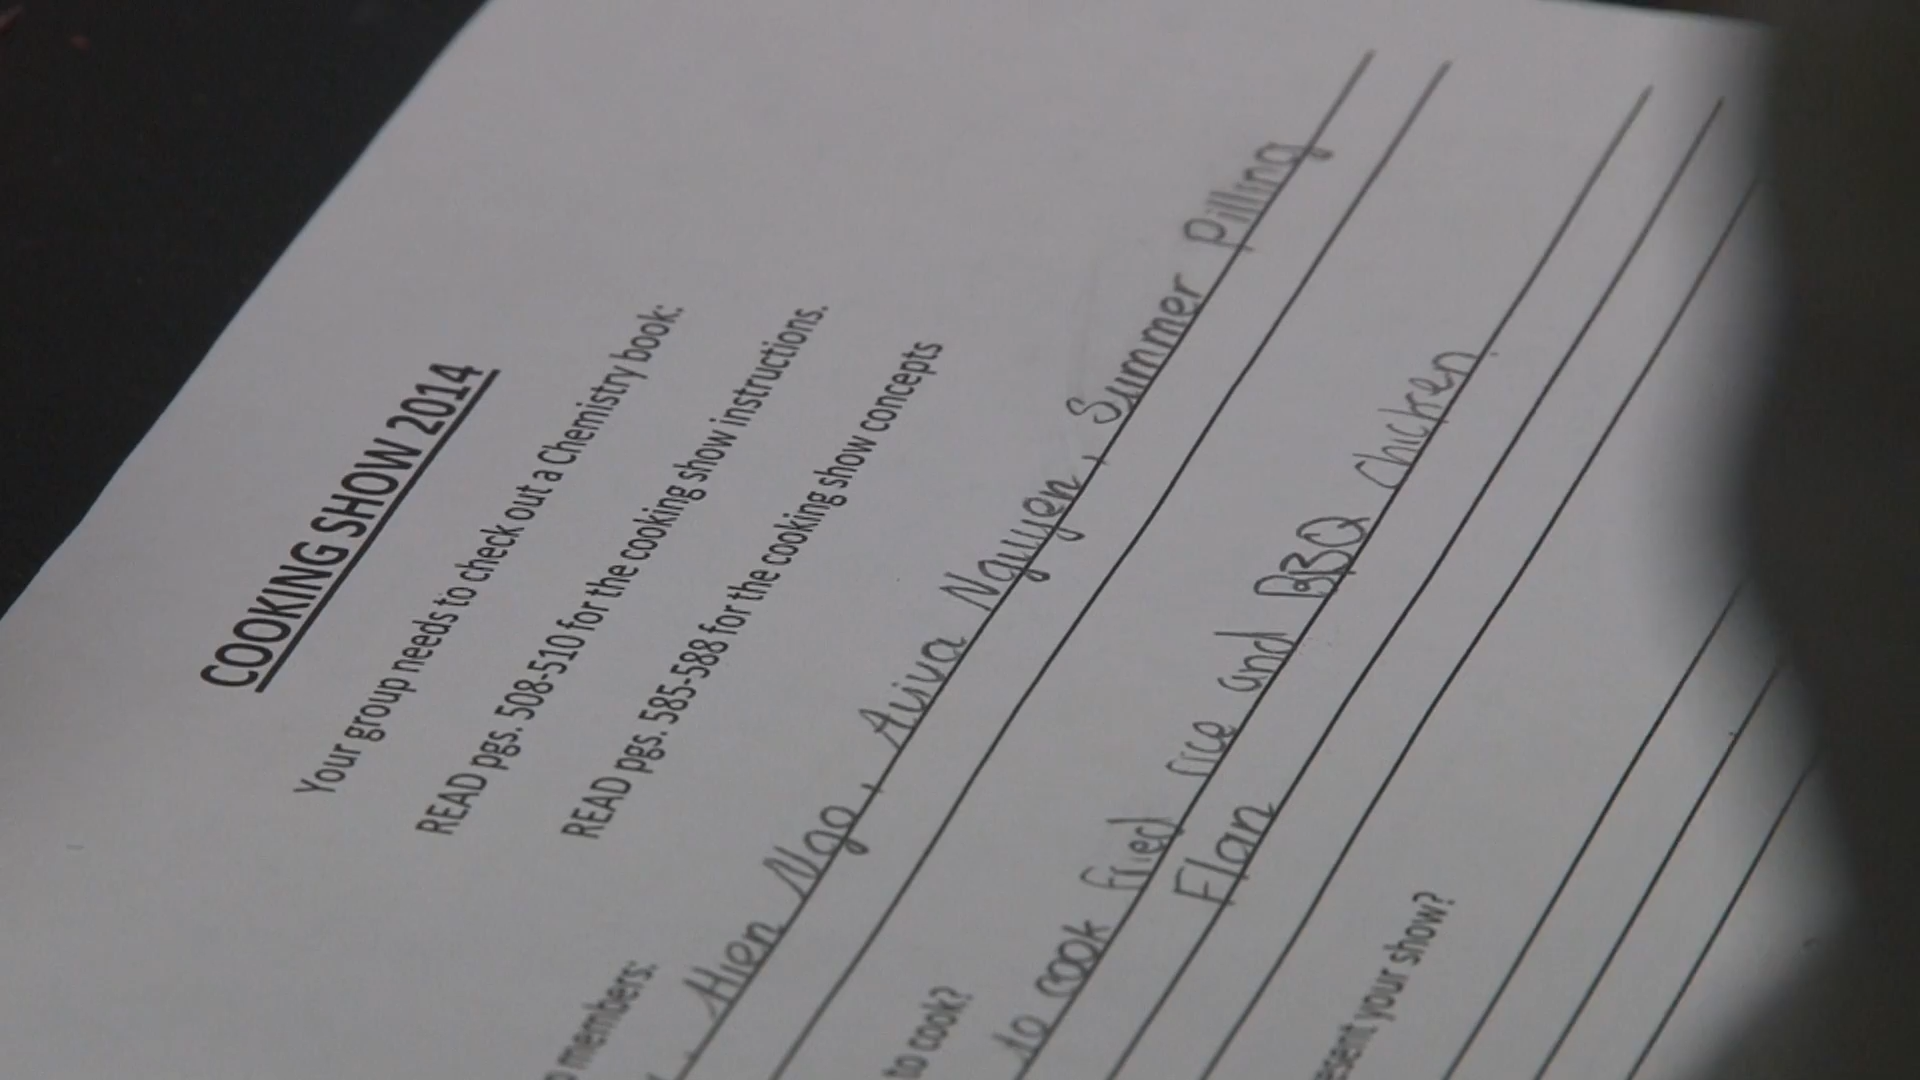 COOKING SHOW 2014
Your group needs to check out a Chemistry book:
READ pgs. 508-510 for the cooking show instructions.
READ pgs. 585-588 for the cooking show concepts
members:
, Hien Ngo, Aiva Nguyen, Summer Pilling
to cook?
to cook fried rice and BBQ chicken
Flan
your show?